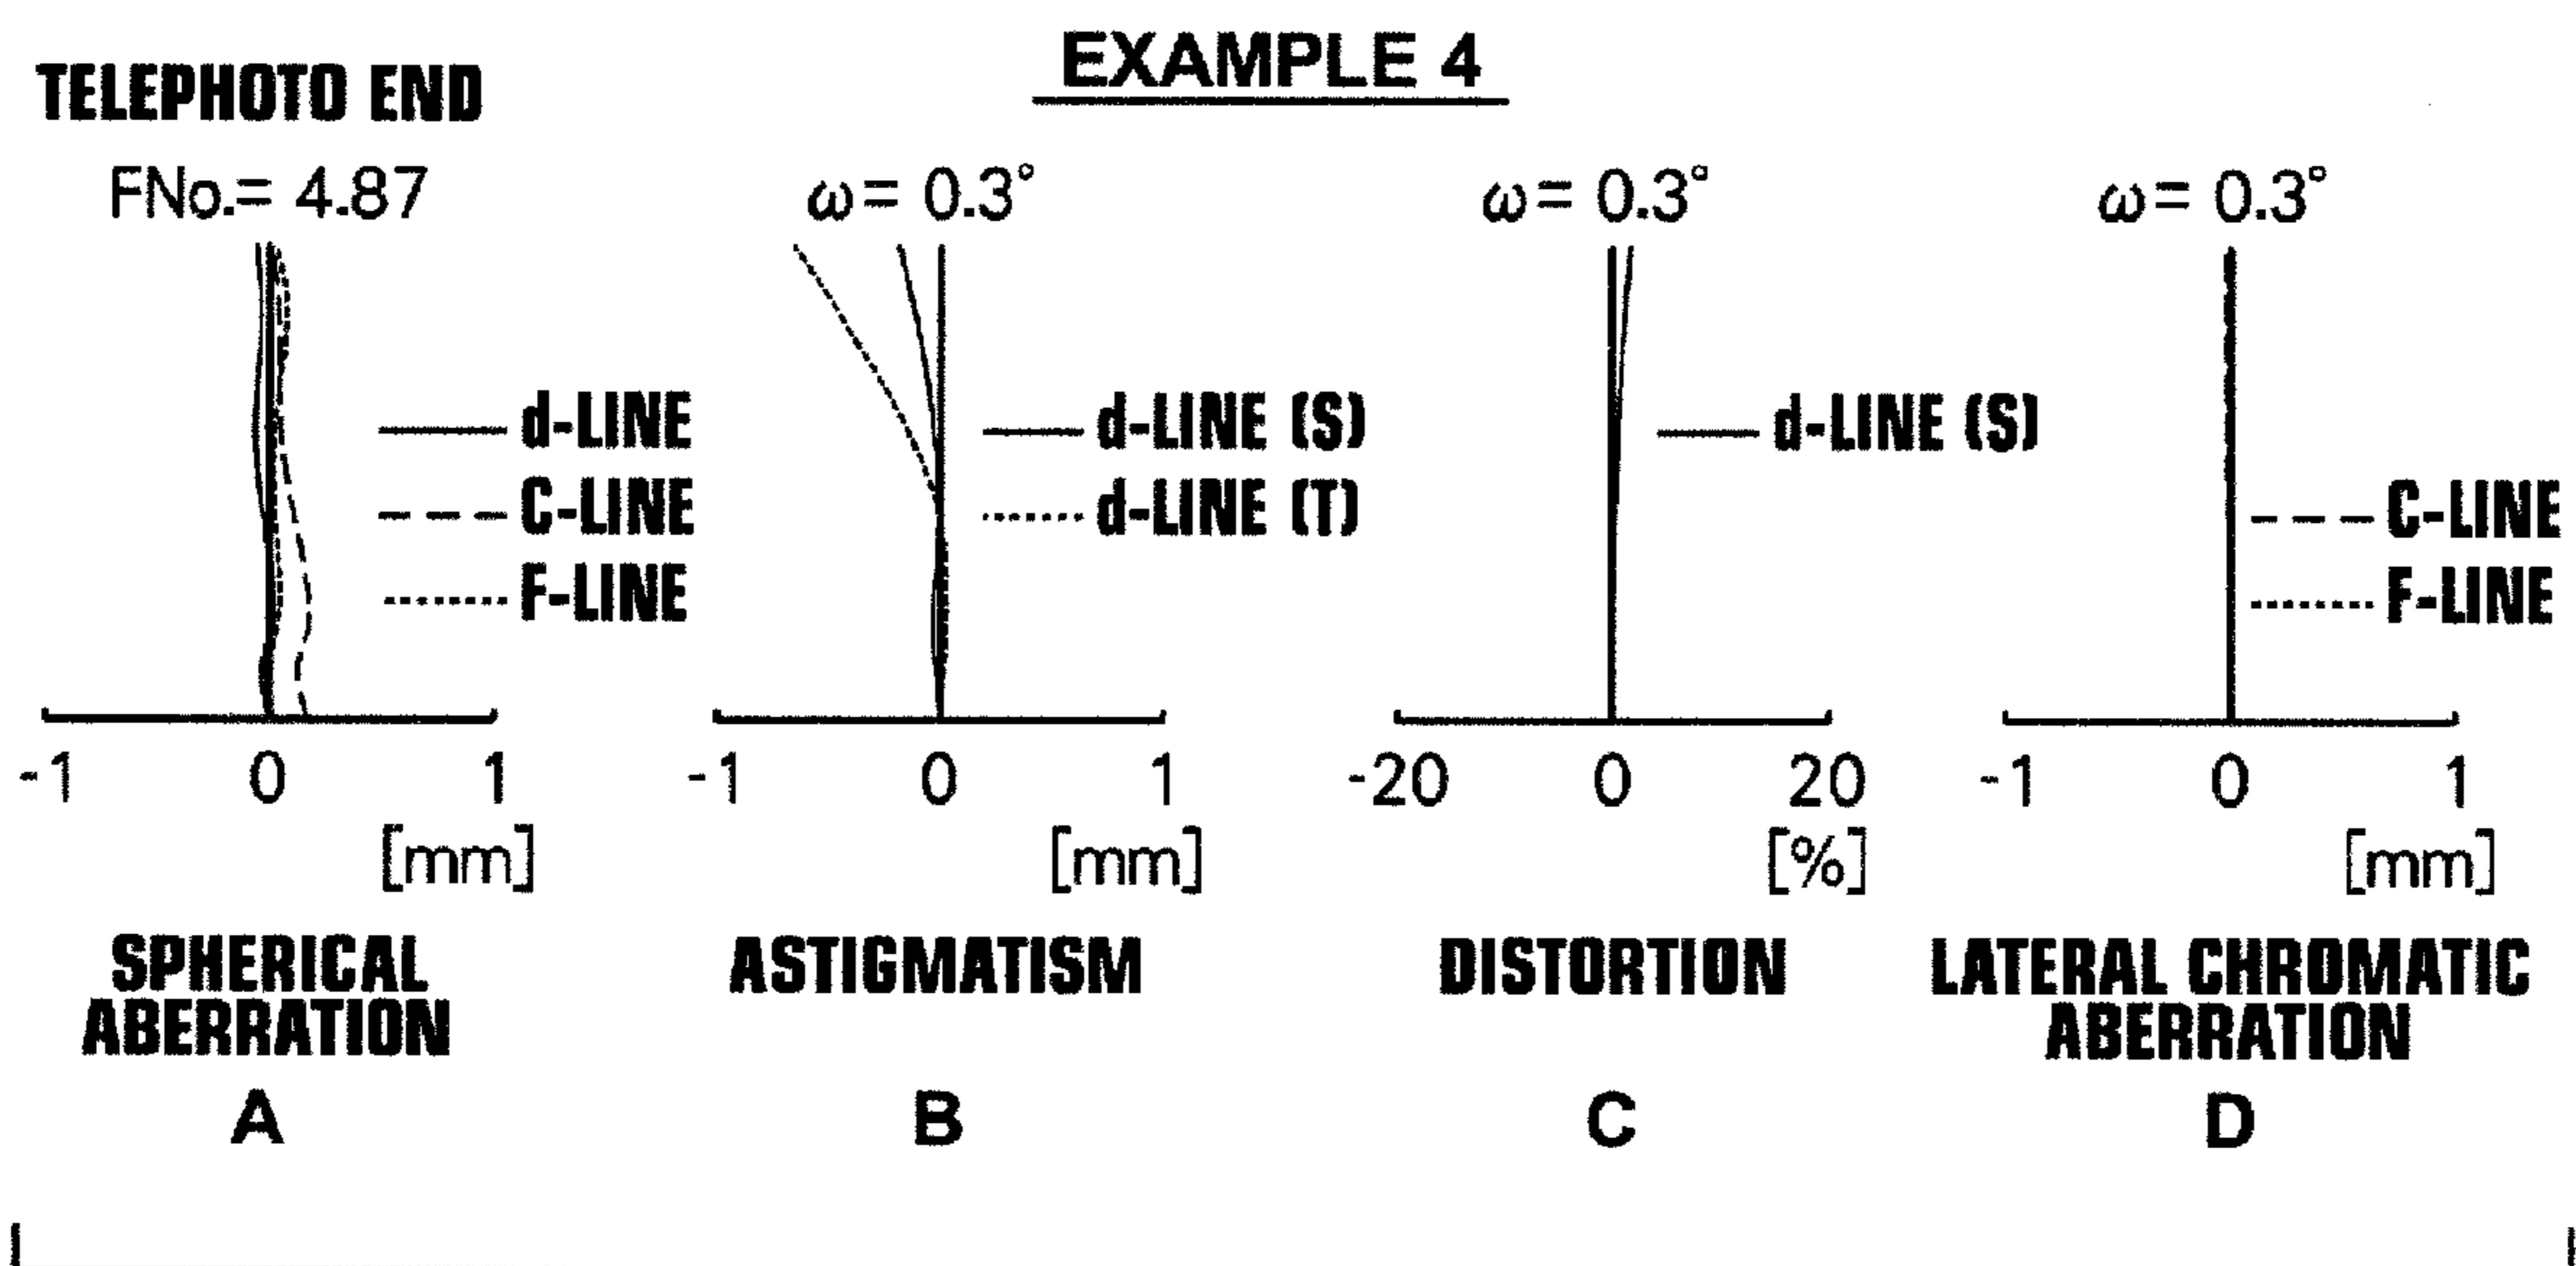 EXAMPLE 4
TELEPHOTO END
FNo.= 4.87
ω= 0.3°
ω= 0.3°
ω= 0.3°
d-LINE
C-LINE
F-LINE
d-LINE (S)
d-LINE (T)
d-LINE (S)
C-LINE
F-LINE
-1 0 1
[mm]
-1 0 1
[mm]
-20 0 20
[%]
-1 0 1
[mm]
SPHERICAL
ABERRATION
ASTIGMATISM
DISTORTION
LATERAL CHROMATIC
ABERRATION
A
B
C
D